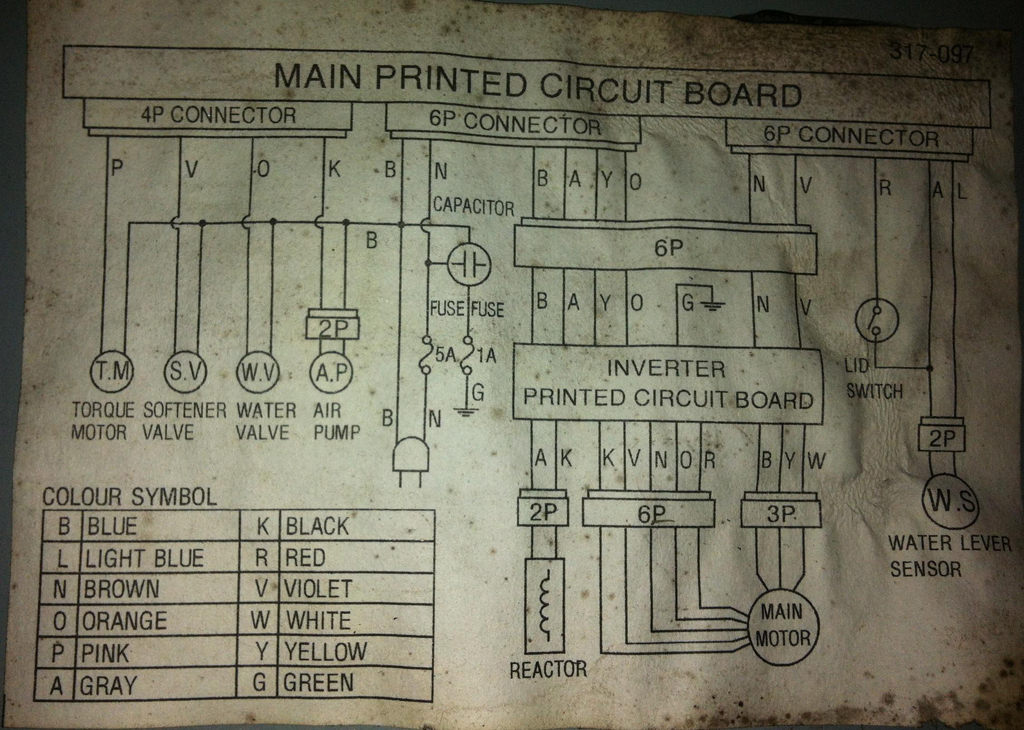 317-097
MAIN PRINTED CIRCUIT BOARD
4P CONNECTOR 6P CONNECTOR 6P CONNECTOR
P V O K B N B A Y O N V R A L
CAPACITOR
B 6P
B A Y O G N V
FUSE FUSE
5A 1A
2P
T.M S.V W.V A.P
INVERTER
PRINTED CIRCUIT BOARD
LID
SWITCH
TORQUE SOFTENER WATER AIR
MOTOR VALVE VALVE PUMP
B N G
2P
A K K V N O R B Y W
W.S
WATER LEVER
SENSOR
2P 6P 3P
MAIN
MOTOR
REACTOR
COLOUR SYMBOL
B BLUE K BLACK
L LIGHT BLUE R RED
N BROWN V VIOLET
O ORANGE W WHITE
P PINK Y YELLOW
A GRAY G GREEN